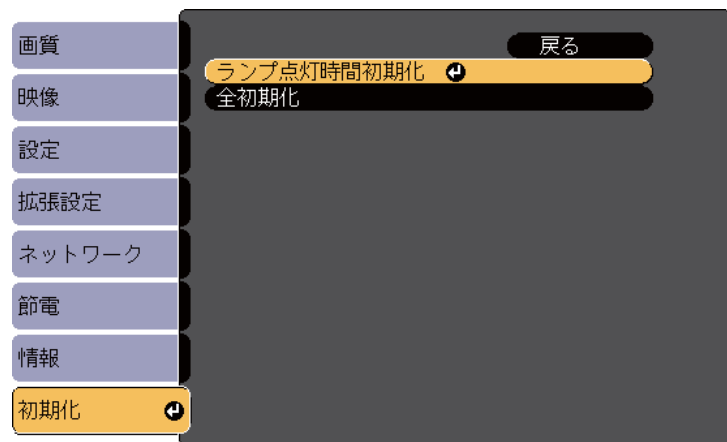 画質
映像
設定
拡張設定
ネットワーク
節電
情報
初期化
戻る
ランプ点灯時間初期化
全初期化